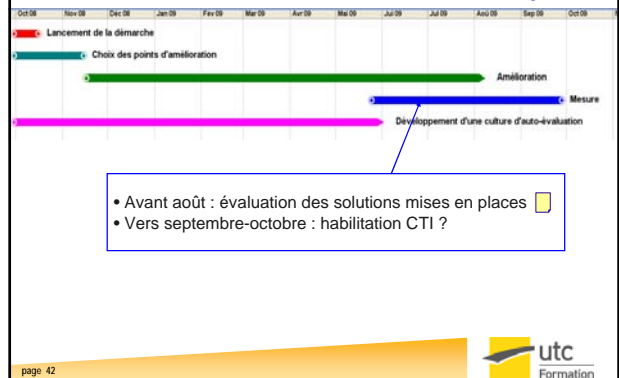 Oct 08 Nov 08 Déc 08 Jan 09 Fev 09 Mar 09 Avr 09 Mai 09 Jui 09 Jul 09 Aoû 09 Sep 09 Oct 09
Lancement de la démarche
Choix des points d'amélioration
Amélioration
Mesure
Développement d'une culture d'auto-évaluation
• Avant août : évaluation des solutions mises en places
• Vers septembre-octobre : habilitation CTI ?
page 42
utc
Formation